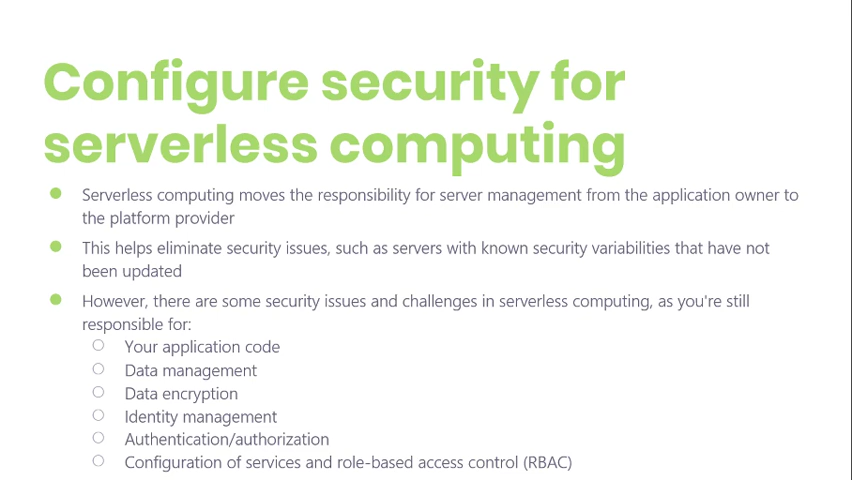 Configure security for
serverless computing
Serverless computing moves the responsibility for server management from the application owner to
the platform provider
This helps eliminate security issues, such as servers with known security variabilities that have not
been updated
However, there are some security issues and challenges in serverless computing, as you're still
responsible for:
Your application code
Data management
Data encryption
Identity management
Authentication/authorization
Configuration of services and role-based access control (RBAC)